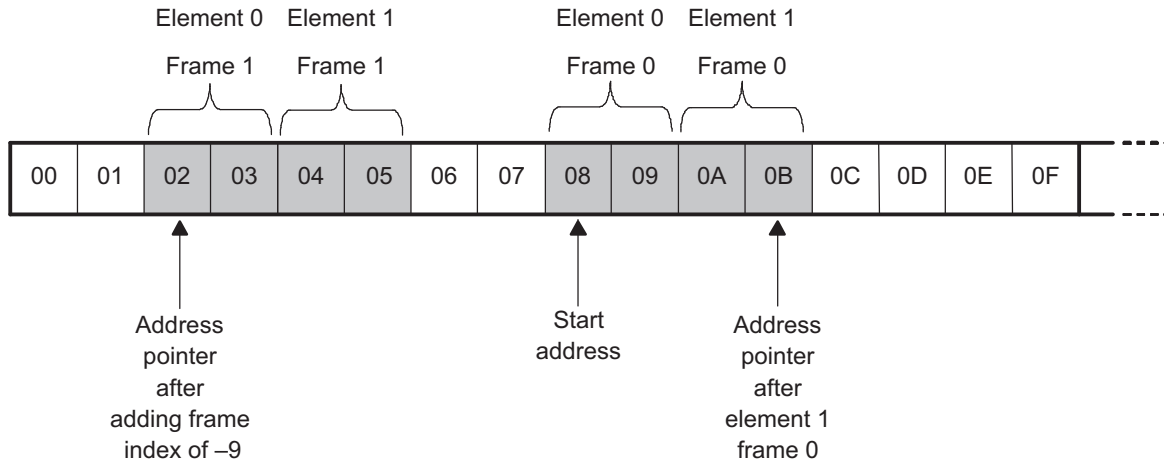 Element 0 Element 1 Element 0 Element 1
Frame 1 Frame 1 Frame 0 Frame 0
00 01 02 03 04 05 06 07 08 09 0A 0B 0C 0D 0E 0F
Address
pointer
after
adding frame
index of –9
Start
address
Address
pointer
after
element 1
frame 0